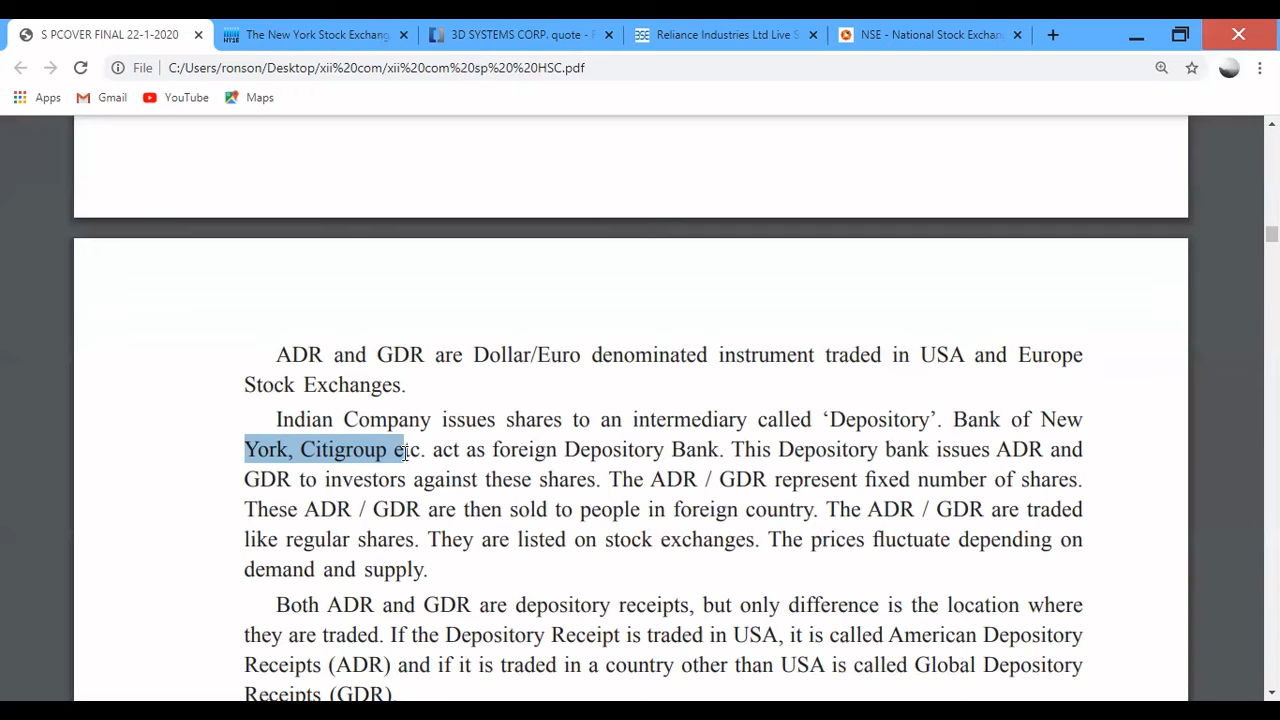 S PCOVER FINAL 22-1-2020
The New York Stock Exchang
3D SYSTEMS CORP. quote - F
Reliance Industries Ltd Live S
NSE - National Stock Exchan
File C:/Users/ronson/Desktop/xii%20com/xii%20com%20sp%20%20HSC.pdf
Apps Gmail YouTube Maps
ADR and GDR are Dollar/Euro denominated instrument traded in USA and Europe
Stock Exchanges.
Indian Company issues shares to an intermediary called ‘Depository’. Bank of New
York, Citigroup etc. act as foreign Depository Bank. This Depository bank issues ADR and
GDR to investors against these shares. The ADR / GDR represent fixed number of shares.
These ADR / GDR are then sold to people in foreign country. The ADR / GDR are traded
like regular shares. They are listed on stock exchanges. The prices fluctuate depending on
demand and supply.
Both ADR and GDR are depository receipts, but only difference is the location where
they are traded. If the Depository Receipt is traded in USA, it is called American Depository
Receipts (ADR) and if it is traded in a country other than USA is called Global Depository
Receipts (GDR).